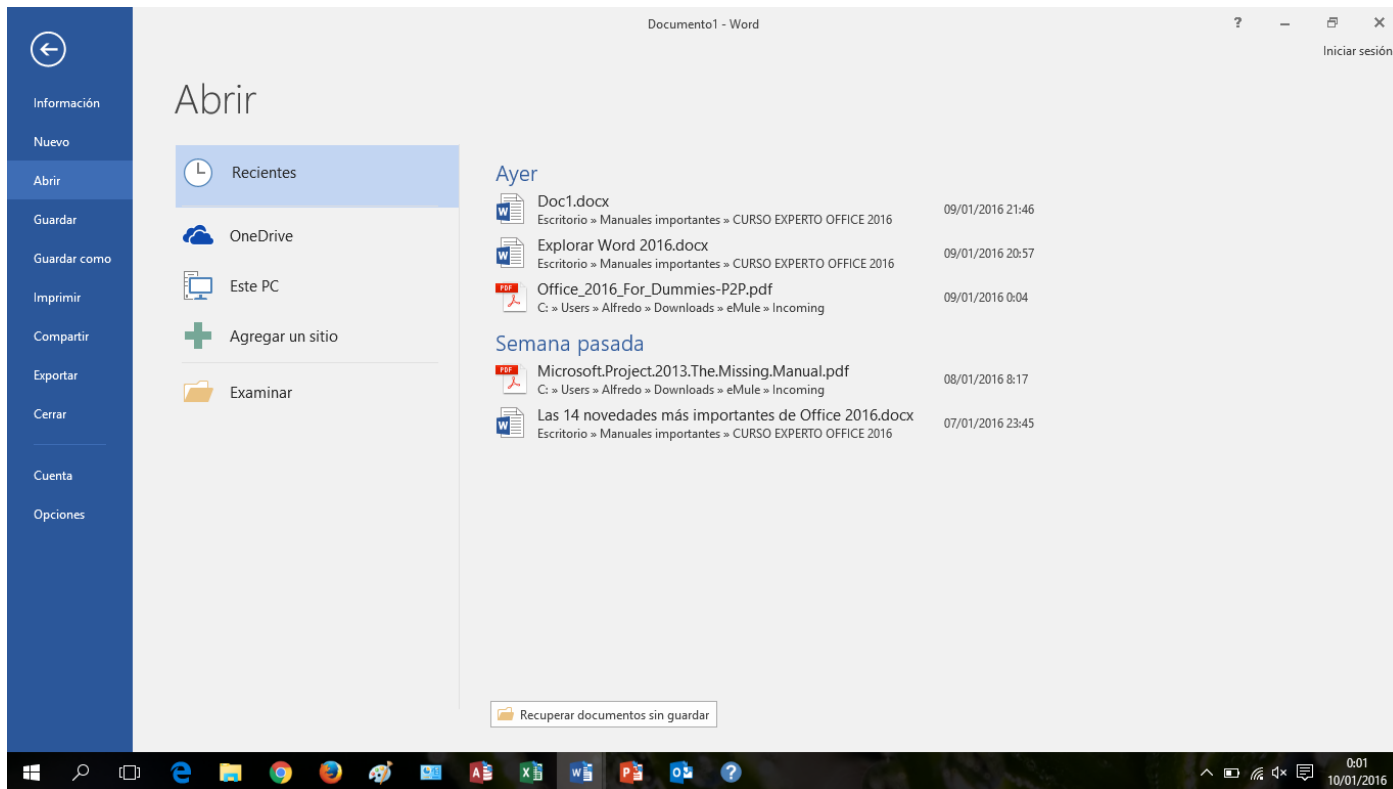 Documento1 - Word
?
Iniciar sesión
Información
Nuevo
Abrir
Guardar
Guardar como
Imprimir
Compartir
Exportar
Cerrar
Cuenta
Opciones
Abrir
Recientes
OneDrive
Este PC
Agregar un sitio
Examinar
Ayer
Doc1.docx
Escritorio » Manuales importantes » CURSO EXPERTO OFFICE 2016
09/01/2016 21:46
Explorar Word 2016.docx
Escritorio » Manuales importantes » CURSO EXPERTO OFFICE 2016
09/01/2016 20:57
PDF
Office_2016_For_Dummies-P2P.pdf
C: » Users » Alfredo » Downloads » eMule » Incoming
09/01/2016 0:04
Semana pasada
PDF
Microsoft.Project.2013.The.Missing.Manual.pdf
C: » Users » Alfredo » Downloads » eMule » Incoming
08/01/2016 8:17
Las 14 novedades más importantes de Office 2016.docx
Escritorio » Manuales importantes » CURSO EXPERTO OFFICE 2016
07/01/2016 23:45
Recuperar documentos sin guardar
0:01
10/01/2016